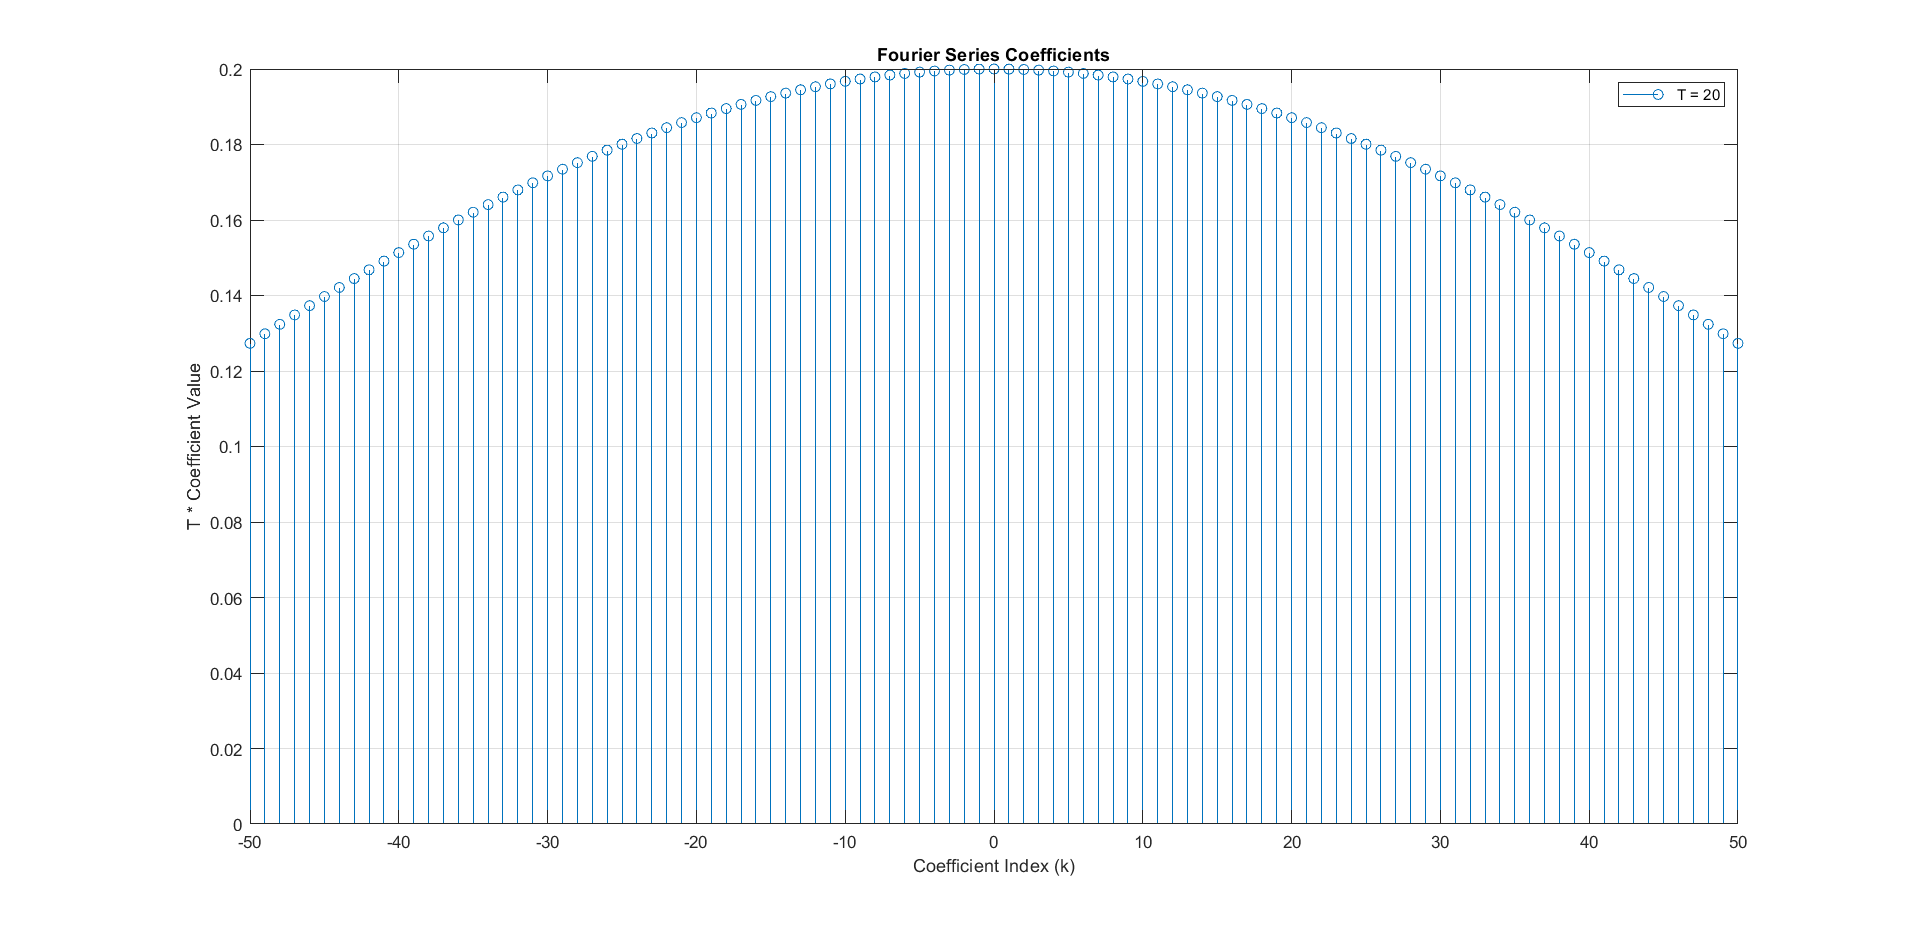 Fourier Series Coefficients
T = 20
T * Coefficient Value
0.2
0.18
0.16
0.14
0.12
0.1
0.08
0.06
0.04
0.02
0
-50 -40 -30 -20 -10 0 10 20 30 40 50
Coefficient Index (k)